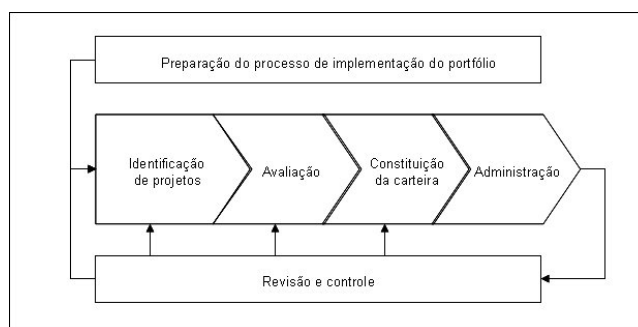 Preparação do processo de implementação do portfólio
Identificação
de projetos
Avaliação
Constituição
da carteira
Administração
Revisão e controle